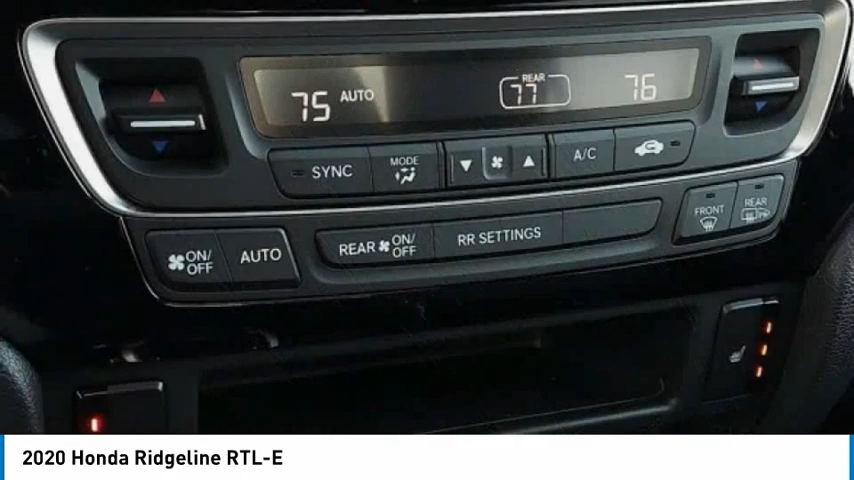 75 AUTO REAR 77 76
SYNC MODE A/C
FRONT REAR
ON/OFF AUTO REAR ON/OFF RR SETTINGS
2020 Honda Ridgeline RTL-E